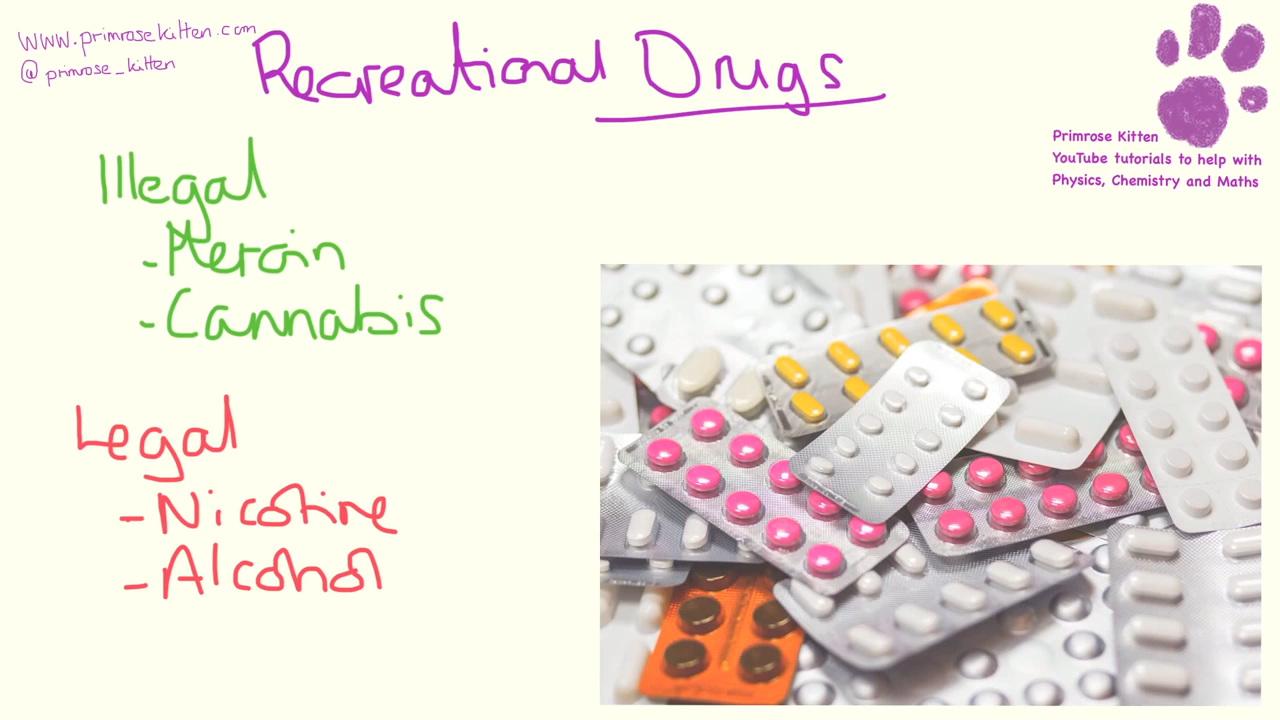 www.primrosekitten.com
@primrose_kitten
Recreational Drugs
Primrose Kitten
YouTube tutorials to help with
Physics, Chemistry and Maths
Illegal
-Heroin
-Cannabis
Legal
-Nicotine
-Alcohol